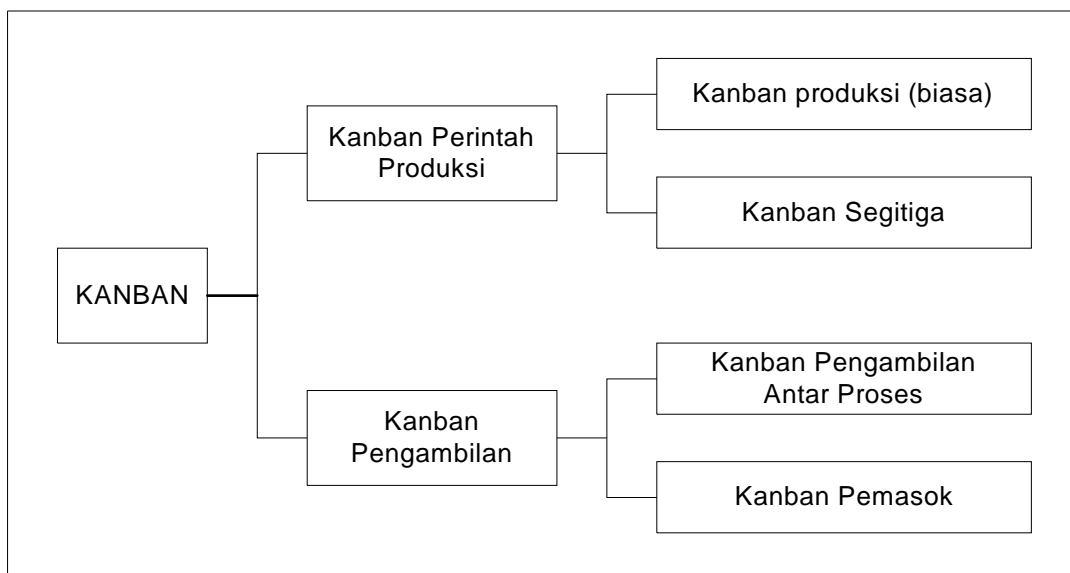 KANBAN
Kanban Perintah
Produksi
Kanban produksi (biasa)
Kanban Segitiga
Kanban
Pengambilan
Kanban Pengambilan
Antar Proses
Kanban Pemasok